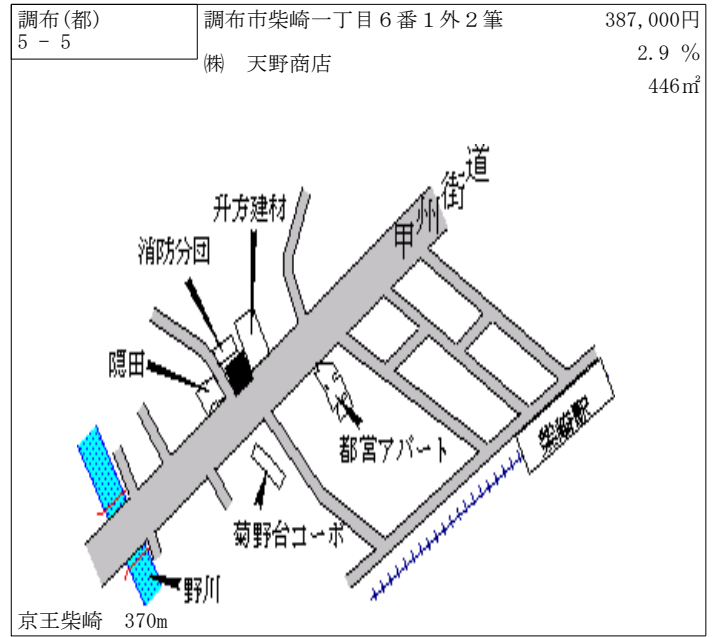 調布(都)
5 - 5
調布市柴崎一丁目６番１外２筆
387,000円
㈱　天野商店
2.9 %
446㎡
甲州街道
升方建材
消防分団
隠田
都営アパート
柴崎駅
菊野台コーポ
野川
京王柴崎　370m